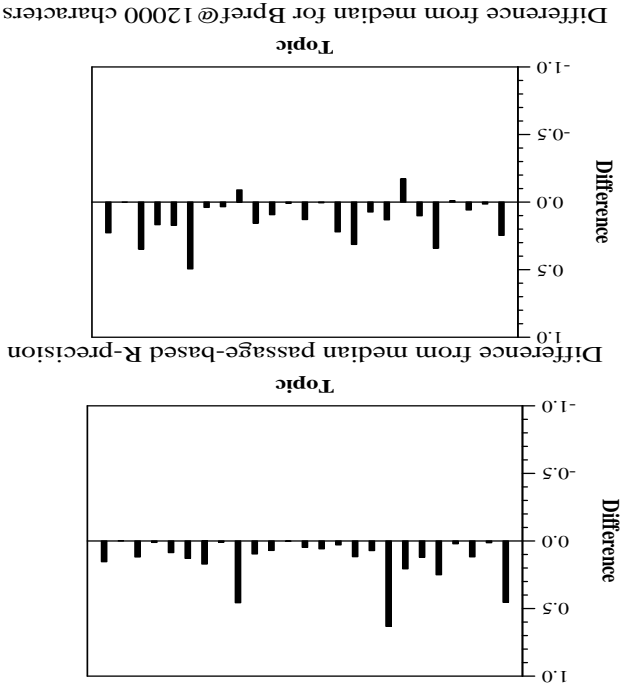 1.0
0.5
Difference
0.0
-0.5
-1.0
Topic
Difference from median passage-based R-precision
1.0
0.5
Difference
0.0
-0.5
-1.0
Topic
Difference from median for Bpref@12000 characters